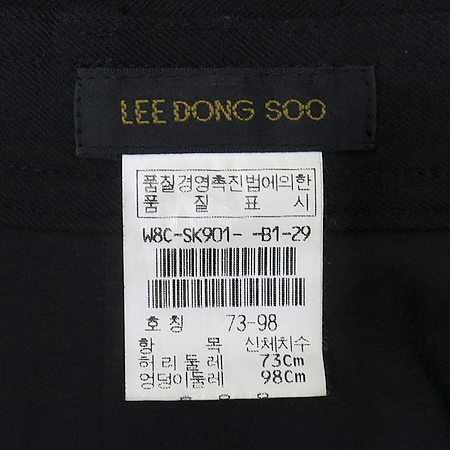 LEE DONG SOO
품질경영촉진법에의한
품 질 표 시
W8C-SK901- -B1-29
호 칭 73-98
항 목 신체치수
허리둘레 73Cm
엉덩이둘레 98Cm